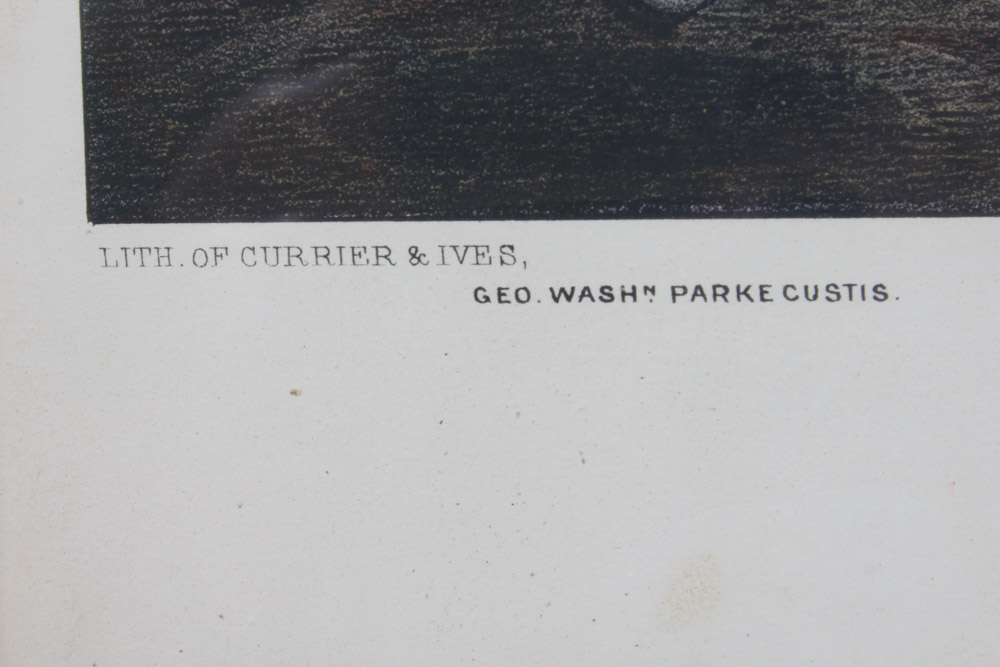 LITH. OF CURRIER & IVES,
GEO. WASHᴺ PARKE CUSTIS.